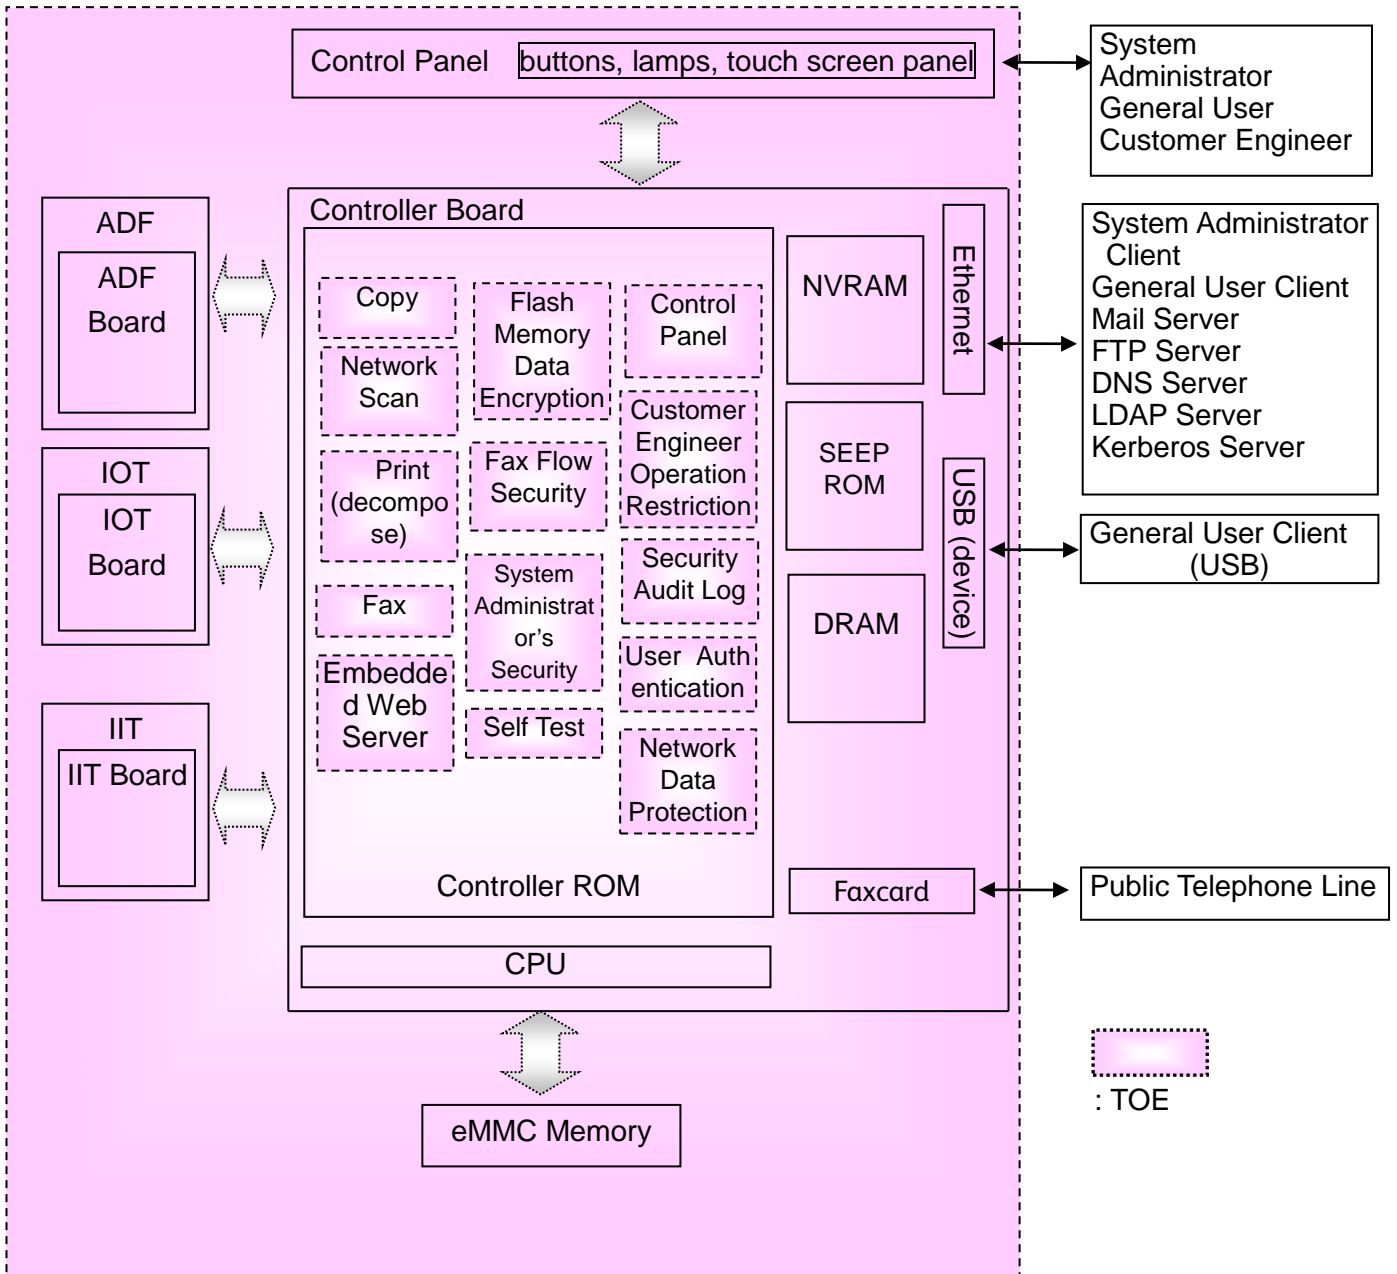 Control Panel
buttons, lamps, touch screen panel
System
Administrator
General User
Customer Engineer
ADF
ADF
Board
IOT
IOT
Board
IIT
IIT Board
Controller Board
Copy
Network
Scan
Print
(decompo
se)
Fax
Embedde
d Web
Server
Flash
Memory
Data
Encryption
Fax Flow
Security
System
Administrat
or's
Security
Self Test
Control
Panel
Customer
Engineer
Operation
Restriction
Security
Audit Log
User Auth
entication
Network
Data
Protection
Controller ROM
CPU
NVRAM
SEEP
ROM
DRAM
Faxcard
Ethernet
USB (device)
System Administrator
Client
General User Client
Mail Server
FTP Server
DNS Server
LDAP Server
Kerberos Server
General User Client
(USB)
Public Telephone Line
eMMC Memory
: TOE